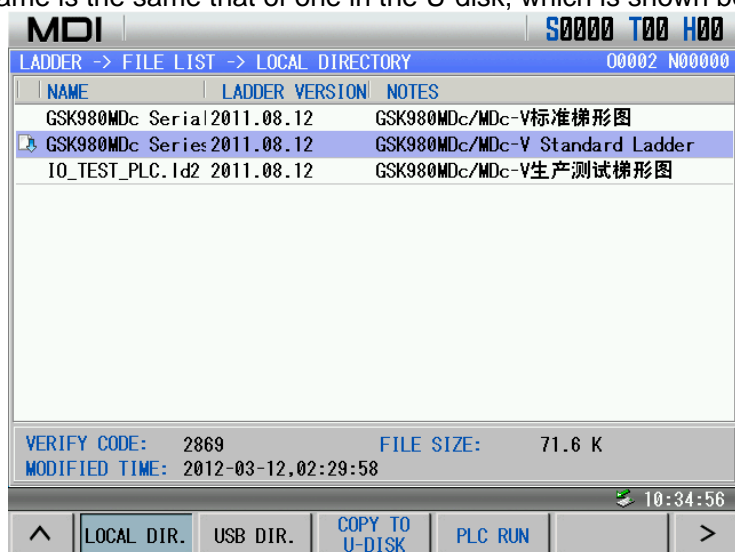 ame is the same that of one in the U-disk, which is shown be
MDI S0000 T00 H00
LADDER -> FILE LIST -> LOCAL DIRECTORY O0002 N00000
NAME LADDER VERSION NOTES
GSK980MDc Serial 2011.08.12 GSK980MDc/MDc-V标准梯形图
GSK980MDc Series 2011.08.12 GSK980MDc/MDc-V Standard Ladder
IO_TEST_PLC.ld2 2011.08.12 GSK980MDc/MDc-V生产测试梯形图
VERIFY CODE: 2869 FILE SIZE: 71.6 K
MODIFIED TIME: 2012-03-12,02:29:58
10:34:56
LOCAL DIR. USB DIR. COPY TO U-DISK PLC RUN >